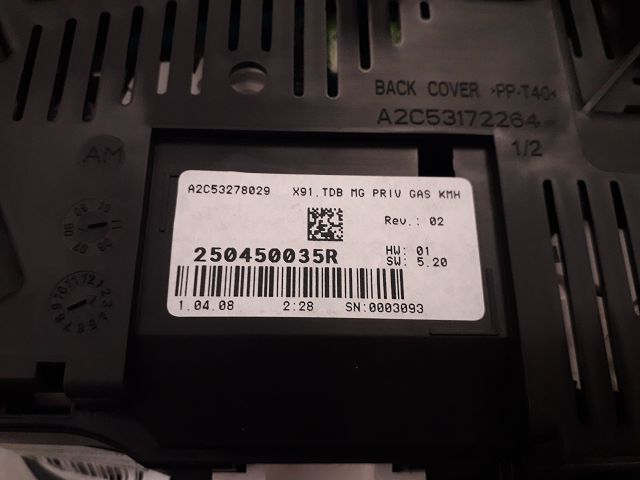 BACK COVER >PP-T40<
A2C53172264
1/2
AM
A2C53278029 X91.TDB MG PRIV GAS KMH
Rev.: 02
250450035R
HW: 01
SW: 5.20
1.04.08 2:28 SN:0003093